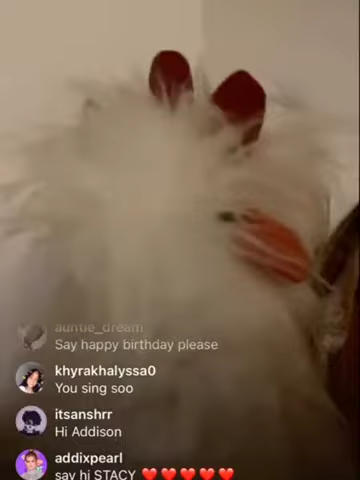 auntie_dream
Say happy birthday please
khyrakhalyssa0
You sing soo
itsanshrr
Hi Addison
addixpearl
say hi STACY ❤️❤️❤️❤️❤️